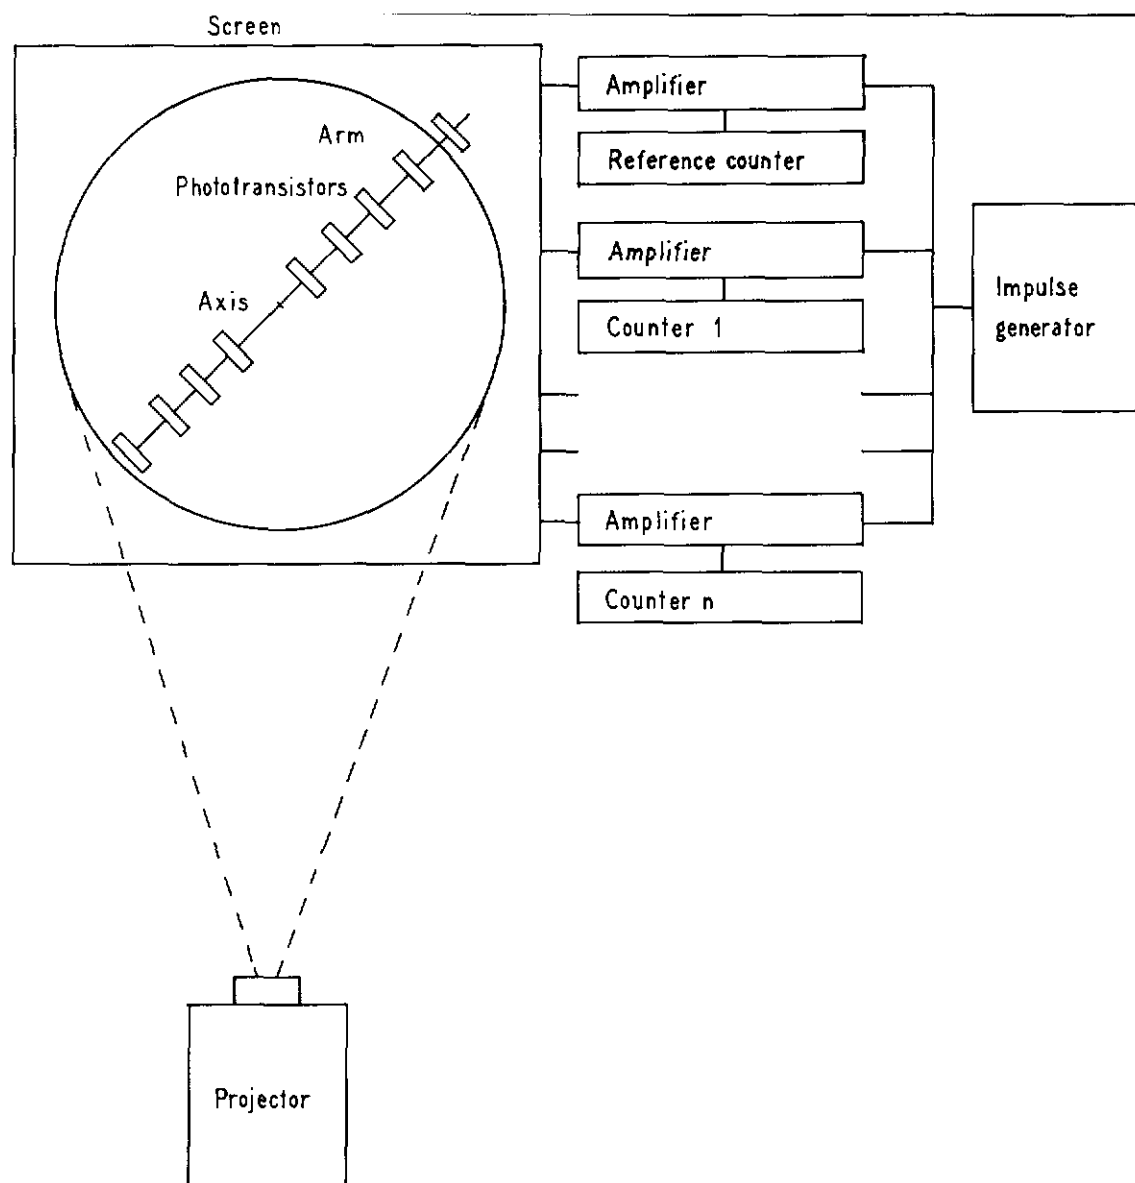 Screen
Arm
Phototransistors
Axis
Amplifier
Reference counter
Amplifier
Counter 1
Amplifier
Counter n
Impulse
generator
Projector